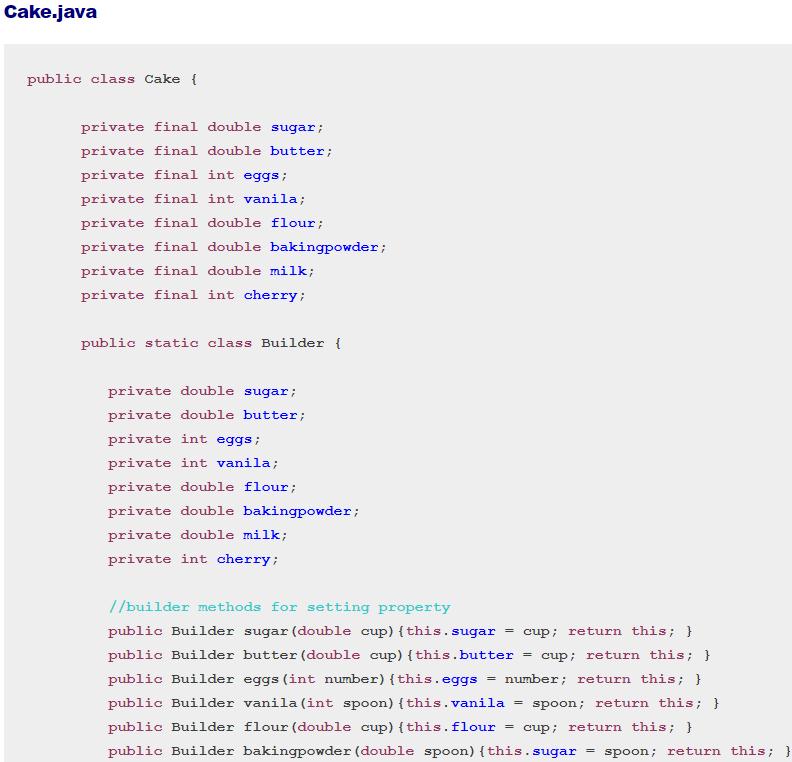 Cake.java
public class Cake {
private final double sugar;
private final double butter;
private final int eggs;
private final int vanila;
private final double flour;
private final double bakingpowder;
private final double milk;
private final int cherry;
public static class Builder {
private double sugar;
private double butter;
private int eggs;
private int vanila;
private double flour;
private double bakingpowder;
private double milk;
private int cherry;
//builder methods for setting property
public Builder sugar(double cup){this.sugar = cup; return this; }
public Builder butter(double cup){this.butter = cup; return this; }
public Builder eggs(int number){this.eggs = number; return this; }
public Builder vanila(int spoon){this.vanila = spoon; return this; }
public Builder flour(double cup){this.flour = cup; return this; }
public Builder bakingpowder(double spoon){this.sugar = spoon; return this; }